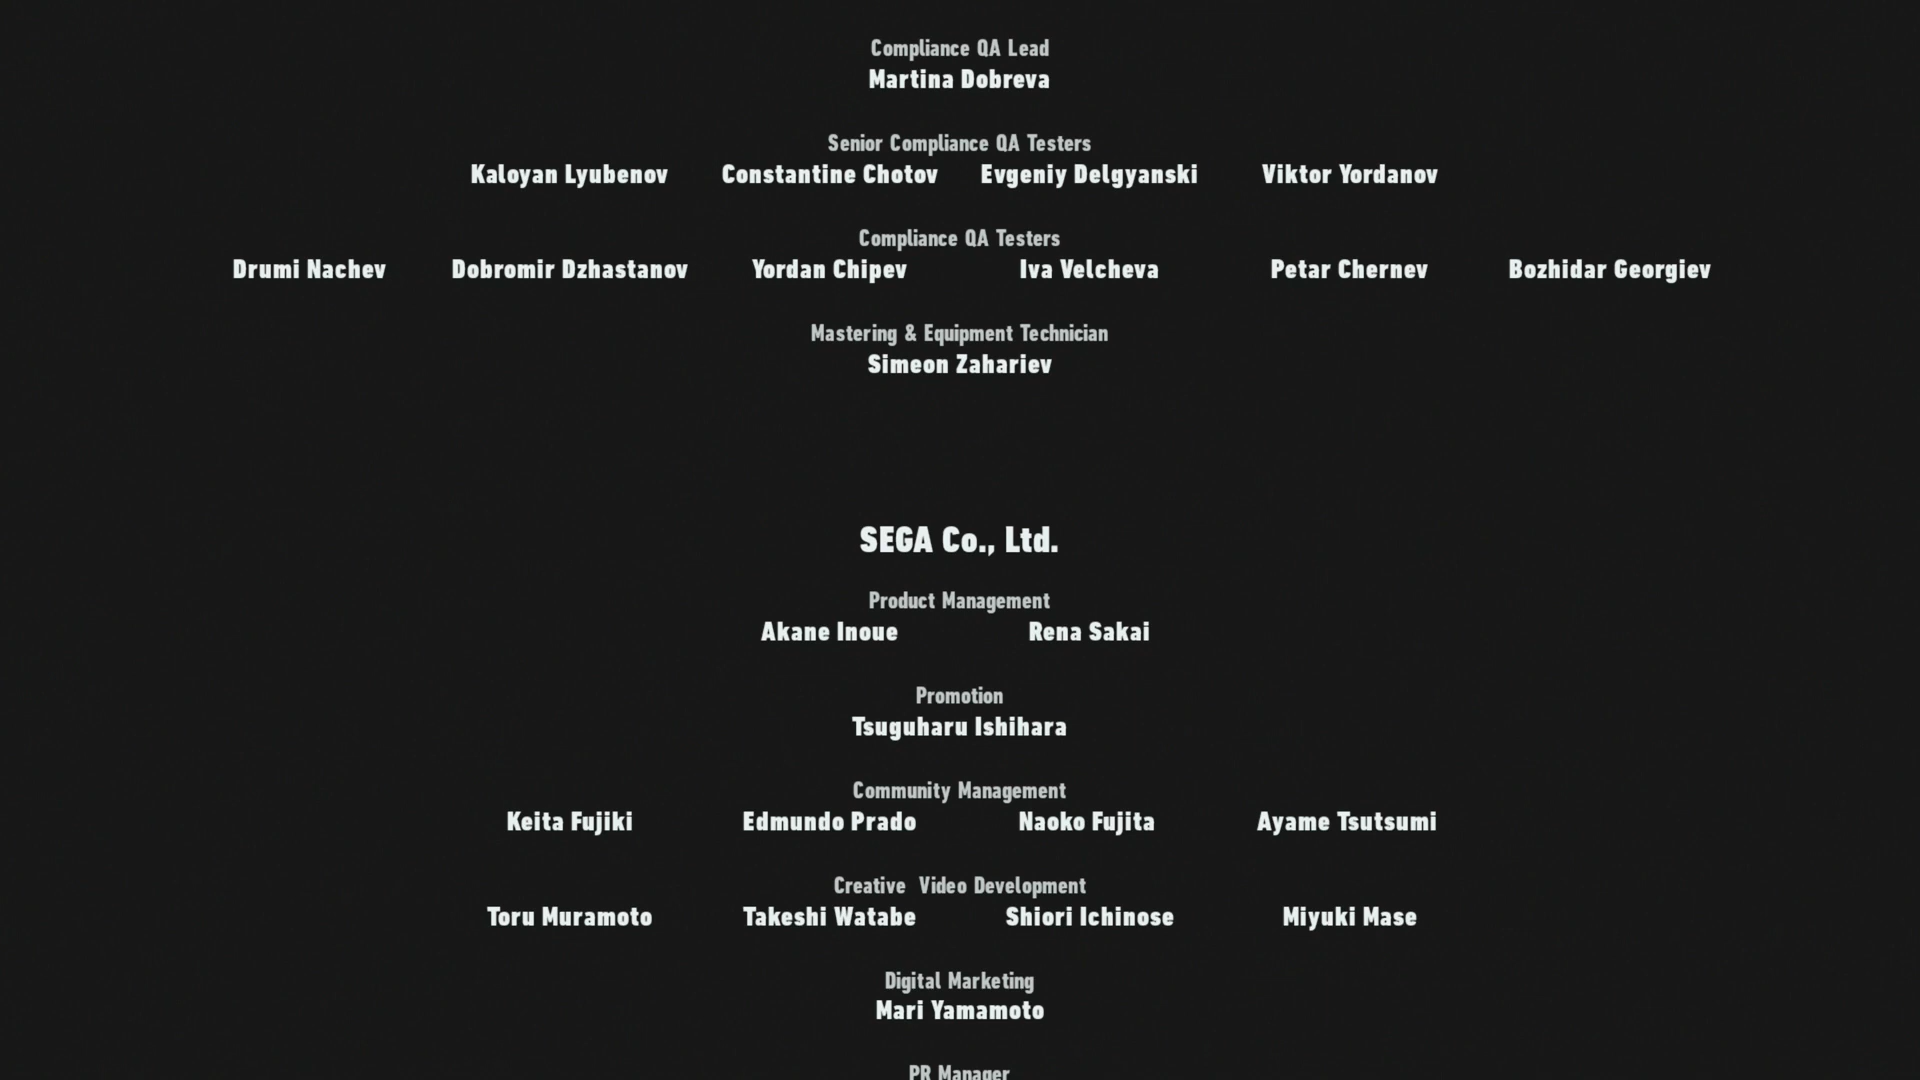 Compliance QA Lead
Martina Dobreva
Senior Compliance QA Testers
Kaloyan Lyubenov Constantine Chotov Evgeniy Delgyanski Viktor Yordanov
Compliance QA Testers
Drumi Nachev Dobromir Dzhastanov Yordan Chipev Iva Velcheva Petar Chernev Bozhidar Georgiev
Mastering & Equipment Technician
Simeon Zahariev
SEGA Co., Ltd.
Product Management
Akane Inoue Rena Sakai
Promotion
Tsuguharu Ishihara
Community Management
Keita Fujiki Edmundo Prado Naoko Fujita Ayame Tsutsumi
Creative Video Development
Toru Muramoto Takeshi Watabe Shiori Ichinose Miyuki Mase
Digital Marketing
Mari Yamamoto
PR Manager